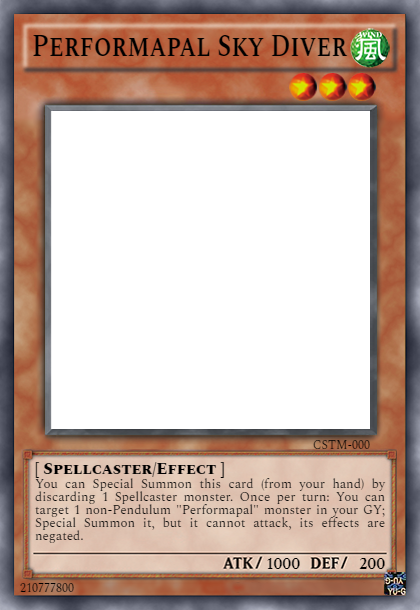 Performapal Sky Diver
WIND
風
CSTM-000
[ Spellcaster/Effect ]
You can Special Summon this card (from your hand) by
discarding 1 Spellcaster monster. Once per turn: You can
target 1 non-Pendulum "Performapal" monster in your GY;
Special Summon it, but it cannot attack, its effects are
negated.
ATK/ 1000 DEF/ 200
210777800
YU-G